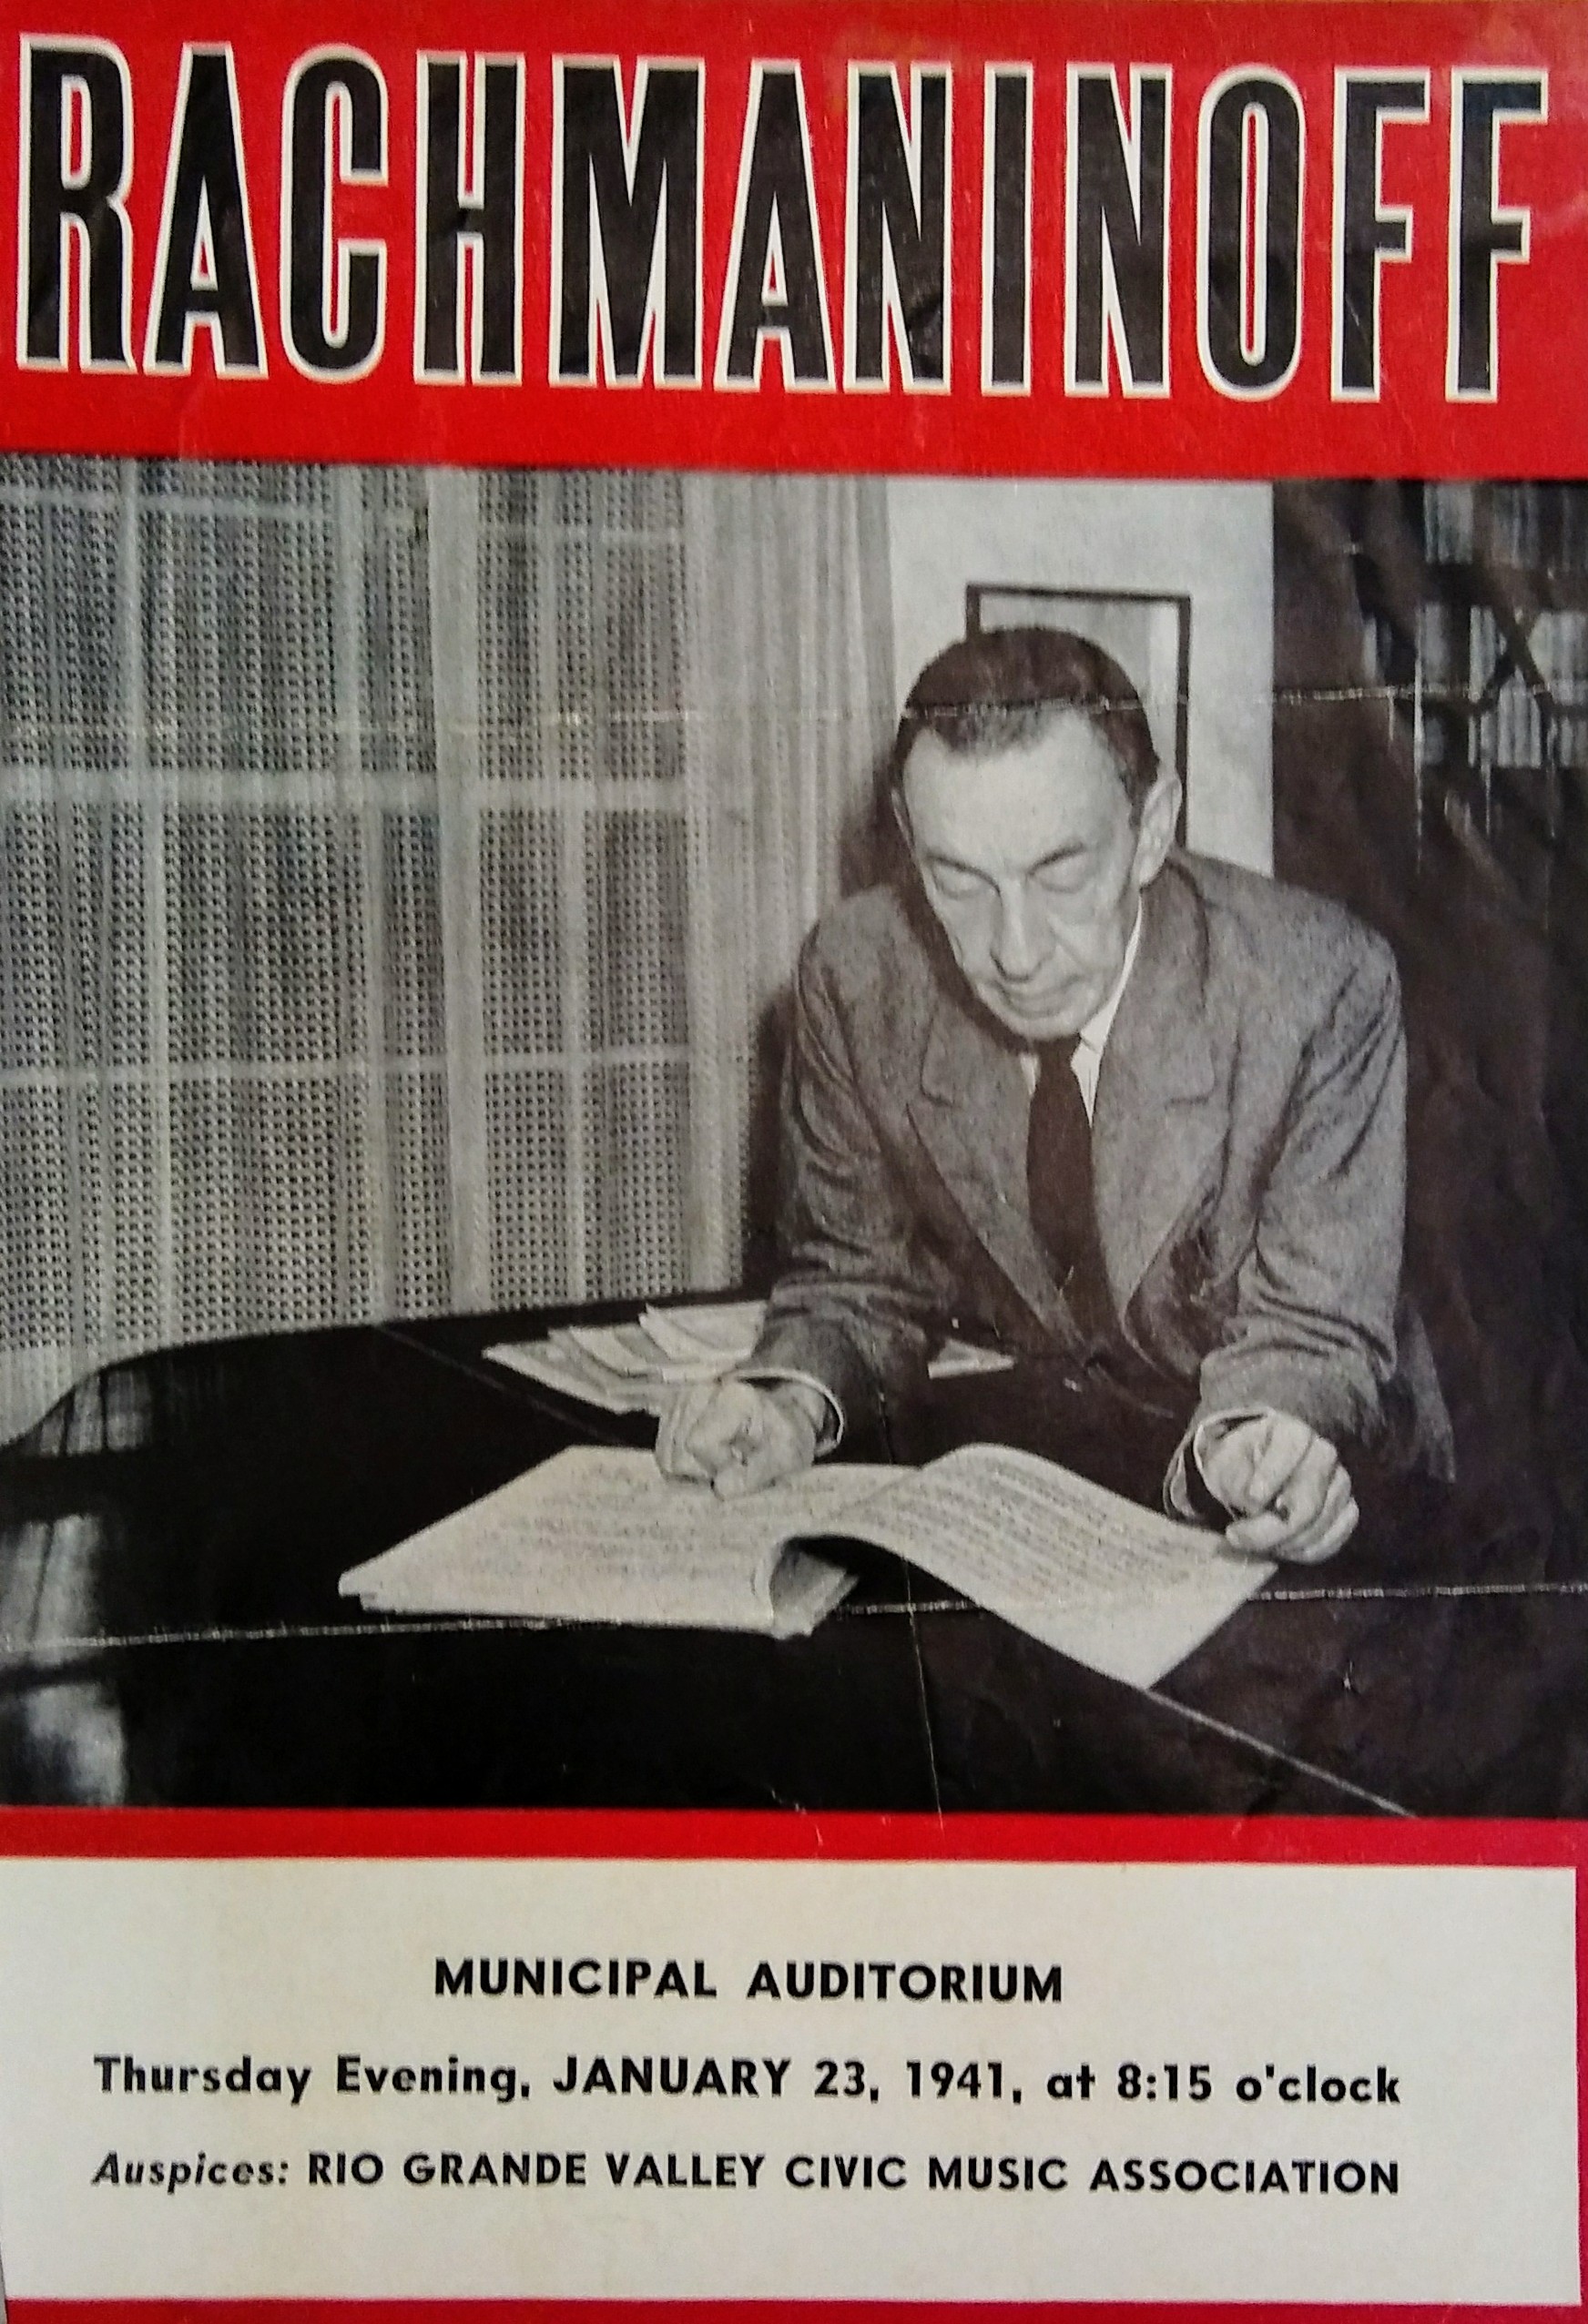 RACHMANINOFF
MUNICIPAL AUDITORIUM
Thursday Evening, JANUARY 23, 1941, at 8:15 o'clock
Auspices: RIO GRANDE VALLEY CIVIC MUSIC ASSOCIATION